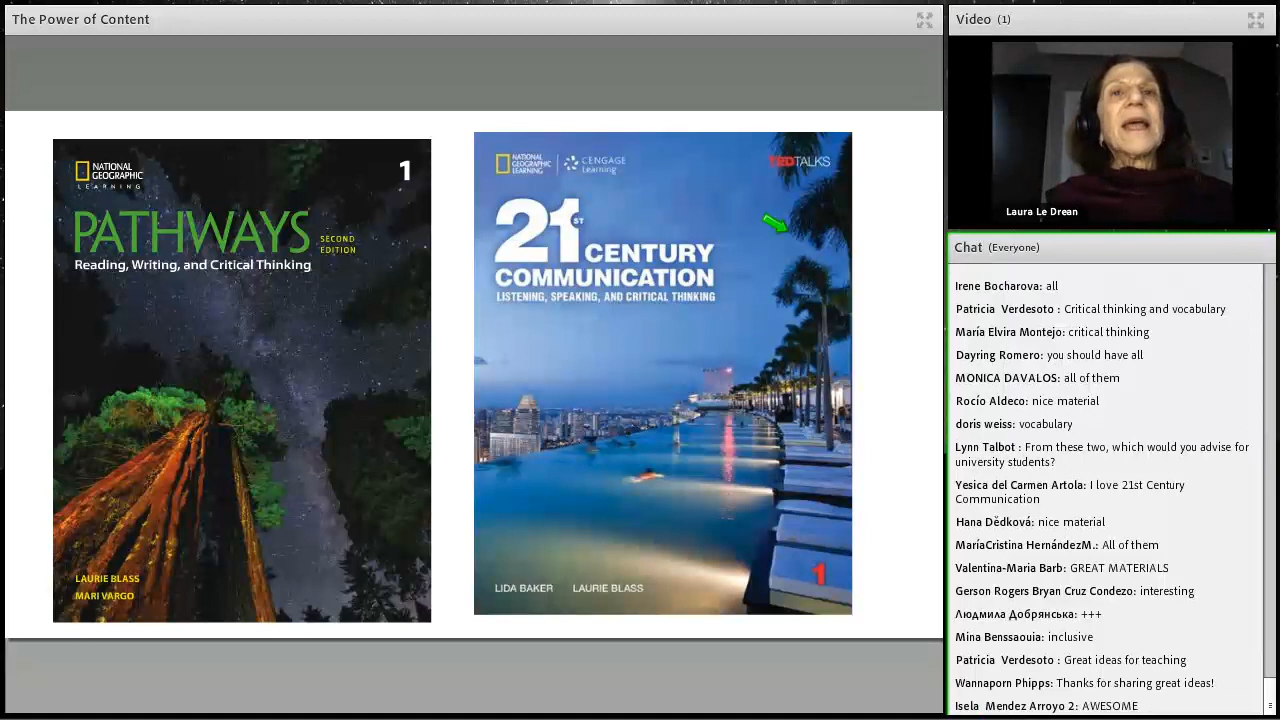 The Power of Content
NATIONAL
GEOGRAPHIC
LEARNING
1
PATHWAYS
SECOND
EDITION
Reading, Writing, and Critical Thinking
LAURIE BLASS
MARI VARGO
NATIONAL
GEOGRAPHIC
LEARNING
CENGAGE
Learning
TEDTALKS
21ST
CENTURY
COMMUNICATION
LISTENING, SPEAKING, AND CRITICAL THINKING
1
LIDA BAKER LAURIE BLASS
Video (1)
Laura Le Drean
Chat (Everyone)
Irene Bocharova: all
Patricia Verdesoto : Critical thinking and vocabulary
María Elvira Montejo: critical thinking
Dayring Romero: you should have all
MONICA DAVALOS: all of them
Rocío Aldeco: nice material
doris weiss: vocabulary
Lynn Talbot : From these two, which would you advise for
university students?
Yesica del Carmen Artola: I love 21st Century
Communication
Hana Dědková: nice material
MaríaCristina HernándezM.: All of them
Valentina-Maria Barb: GREAT MATERIALS
Gerson Rogers Bryan Cruz Condezo: interesting
Людмила Добрянська: +++
Mina Benssaouia: inclusive
Patricia Verdesoto : Great ideas for teaching
Wannaporn Phipps: Thanks for sharing great ideas!
Isela Mendez Arroyo 2: AWESOME